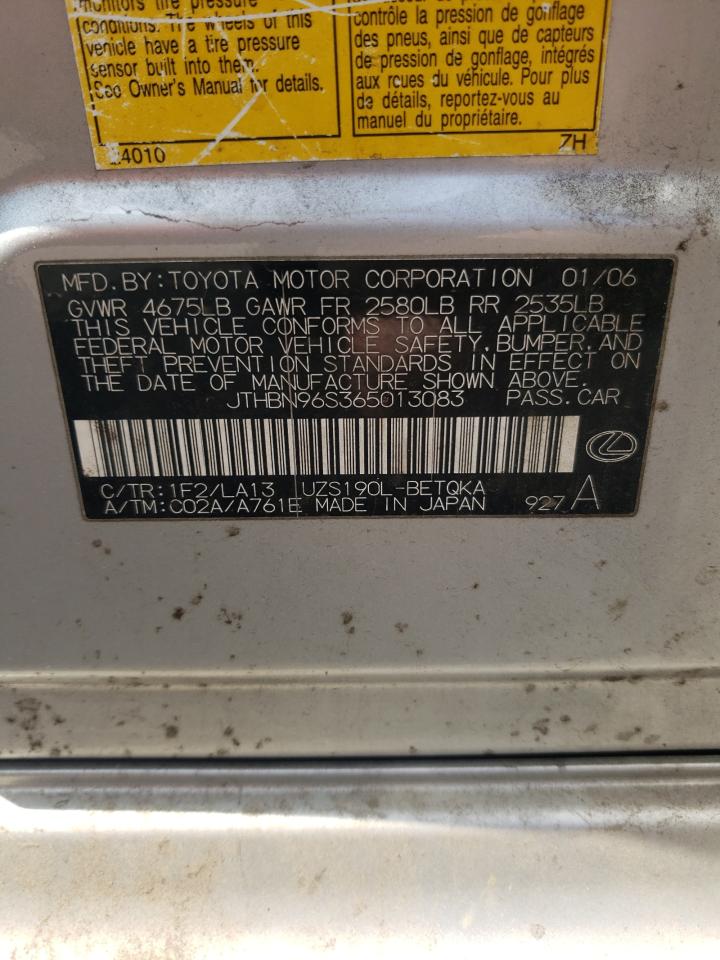 monitors tire pressure
conditions. The wheels of this
vehicle have a tire pressure
sensor built into them.
See Owner's Manual for details.
contrôle la pression de gonflage
des pneus, ainsi que de capteurs
de pression de gonflage, intégrés
aux roues du véhicule. Pour plus
de détails, reportez-vous au
manuel du propriétaire.
4010
ZH
MFD. BY: TOYOTA MOTOR CORPORATION 01/06
GVWR 4675LB GAWR FR 2580LB RR 2535LB
THIS VEHICLE CONFORMS TO ALL APPLICABLE
FEDERAL MOTOR VEHICLE SAFETY, BUMPER, AND
THEFT PREVENTION STANDARDS IN EFFECT ON
THE DATE OF MANUFACTURE SHOWN ABOVE.
JTHBN96S365013083 PASS. CAR
C/TR: 1F2/LA13 UZS190L-BETQKA
A/TM: C02A/A761E MADE IN JAPAN 927 A